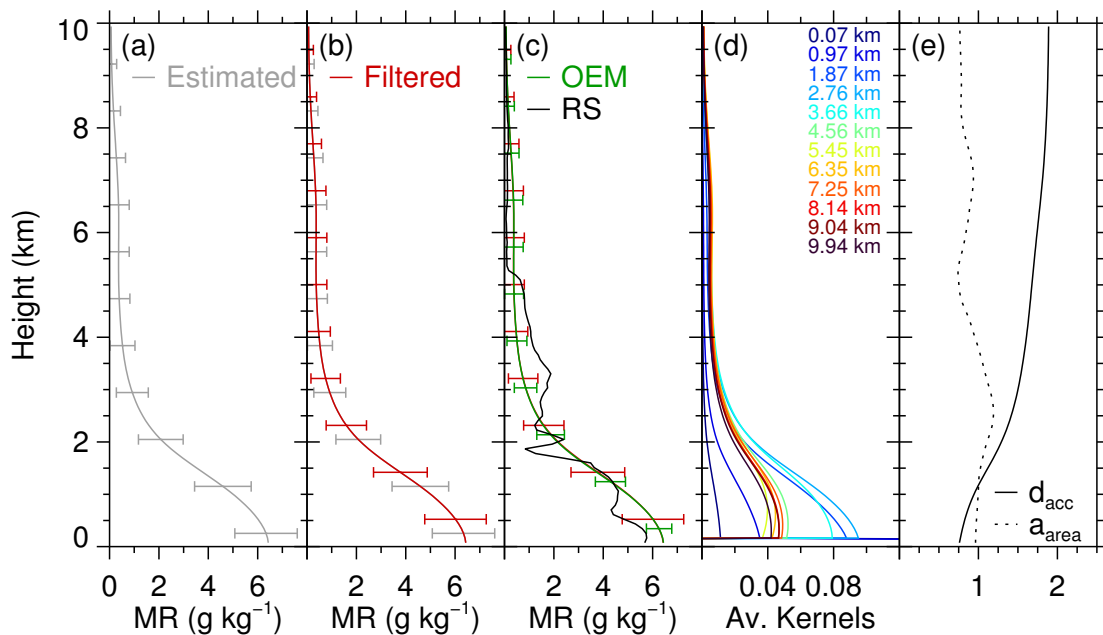 (a) (b) (c) (d) (e)
Estimated
Filtered
OEM
RS
0.07 km
0.97 km
1.87 km
2.76 km
3.66 km
4.56 km
5.45 km
6.35 km
7.25 km
8.14 km
9.04 km
9.94 km
d_acc
a_area
Height (km)
10
8
6
4
2
0
0 2 4 6
0 2 4 6
0 2 4 6
0.04 0.08
1 2
MR (g kg⁻¹)
MR (g kg⁻¹)
MR (g kg⁻¹)
Av. Kernels